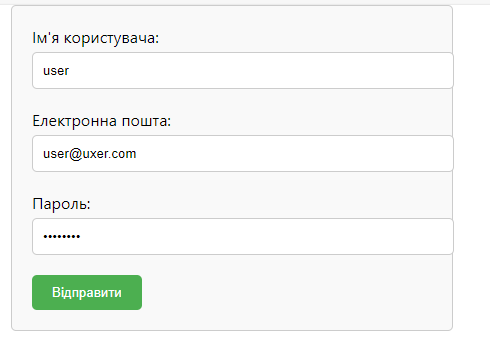 Ім'я користувача:
user
Електронна пошта:
user@uxer.com
Пароль:
••••••••
Відправити